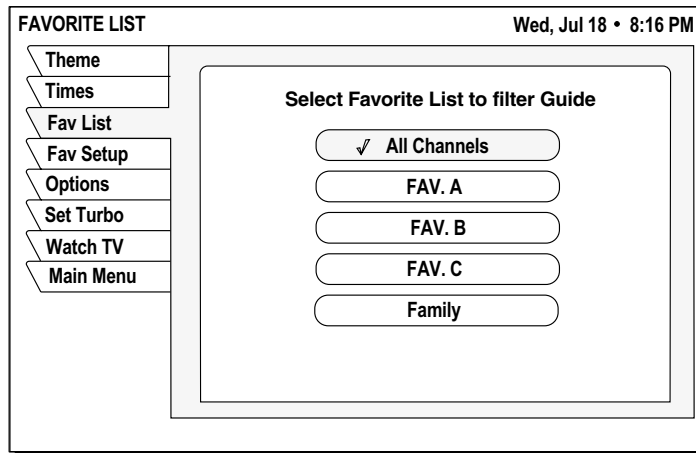 FAVORITE LIST
Wed, Jul 18 • 8:16 PM
Theme
Times
Fav List
Fav Setup
Options
Set Turbo
Watch TV
Main Menu
Select Favorite List to filter Guide
✓ All Channels
FAV. A
FAV. B
FAV. C
Family